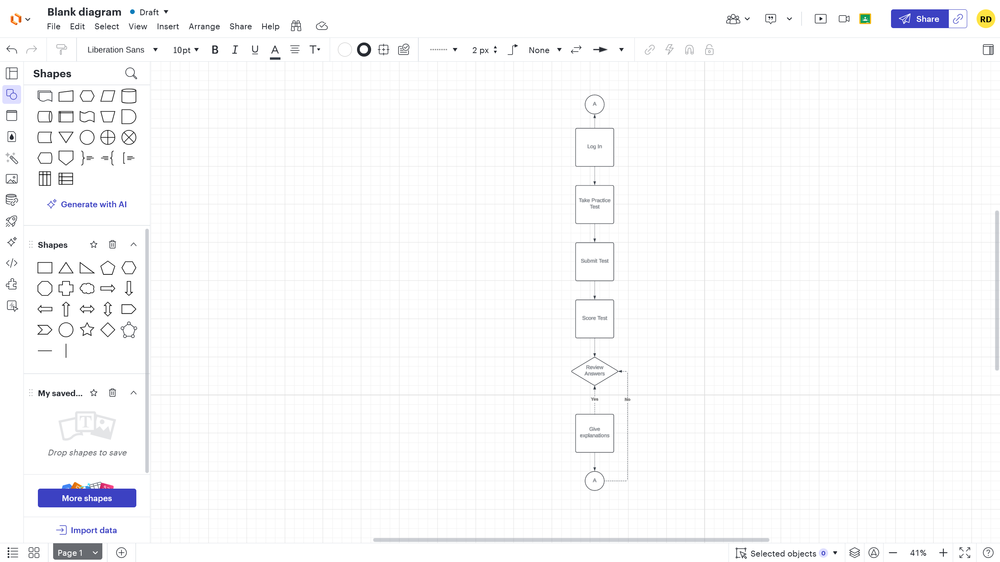 Blank diagram
Draft
File Edit Select View Insert Arrange Share Help
Share
RD
Liberation Sans
10pt
B I U A T
2 px
None
Shapes
A
Log In
Take Practice
Test
Generate with AI
Shapes
Submit Test
Score Test
Review
Answers
My saved...
Yes
No
T
Give
explanations
Drop shapes to save
A
More shapes
Import data
Page 1
Selected objects 0
41%